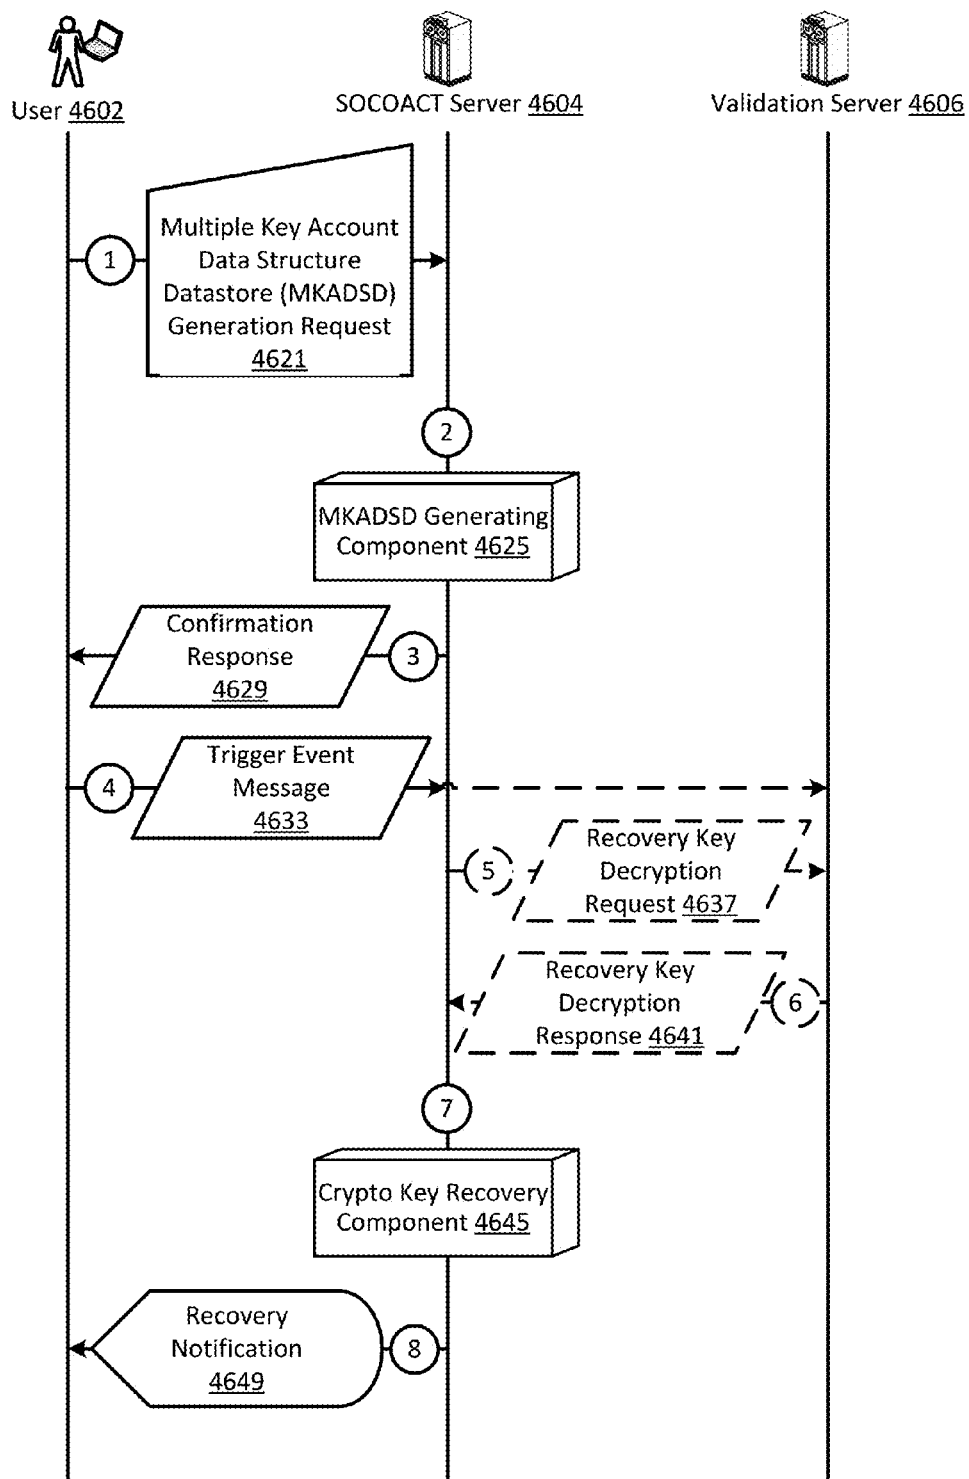 User 4602
SOCOACT Server 4604
Validation Server 4606
1
Multiple Key Account
Data Structure
Datastore (MKADSD)
Generation Request
4621
2
MKADSD Generating
Component 4625
Confirmation
Response
4629
3
4
Trigger Event
Message
4633
5
Recovery Key
Decryption
Request 4637
Recovery Key
Decryption
Response 4641
6
7
Crypto Key Recovery
Component 4645
Recovery
Notification
4649
8